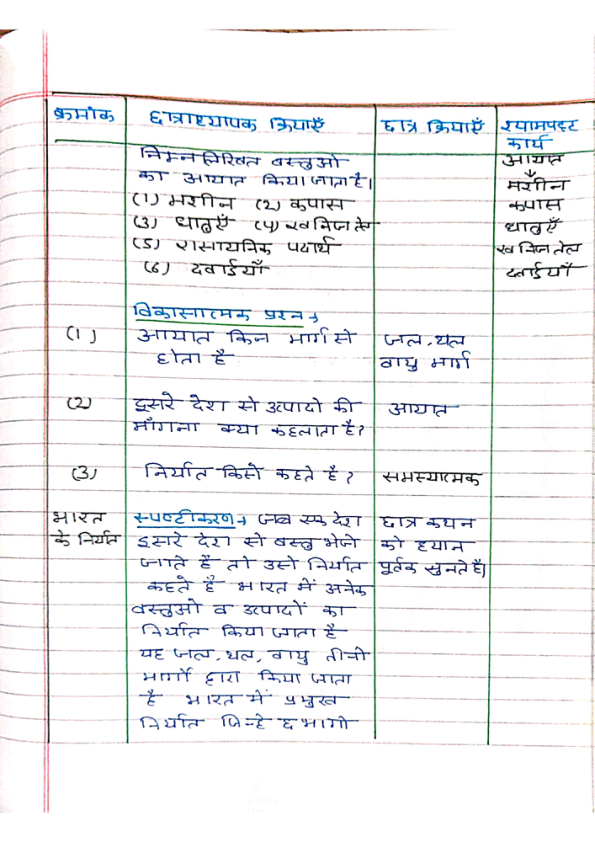 क्रमांक छात्राध्यापक क्रियाएँ छात्र क्रियाएँ श्यामपट्ट
कार्य
निम्नलिखित वस्तुओ आयात
का आयात किया जाता है। ↓
(1) मशीन (2) कपास मशीन
(3) धातुएँ (4) खनिज तेल कपास
(5) रासायनिक पदार्थ धातुएँ
(6) दवाईयाँ खनिज तेल
दवाईयाँ
विकासात्मक प्रश्न →
(1) आयात किन मार्ग से जल, थल
होता है वायु मार्ग
(2) दूसरे देश से उत्पादो की आयात
माँगना क्या कहलाता है?
(3) निर्यात किसे कहते है? समस्यात्मक
भारत स्पष्टीकरण → जब एक देश छात्र कथन
के निर्यात दूसरे देश से वस्तु भेजे को ध्यान
जाते है तो उसे निर्यात पूर्वक सुनते है।
कहते है भारत में अनेक
वस्तुओ व उत्पादों का
निर्यात किया जाता है
यह जल, थल, वायु तीनो
मार्गो द्वारा किया जाता
है भारत में प्रमुख
निर्यात जिन्हे 6 भागो